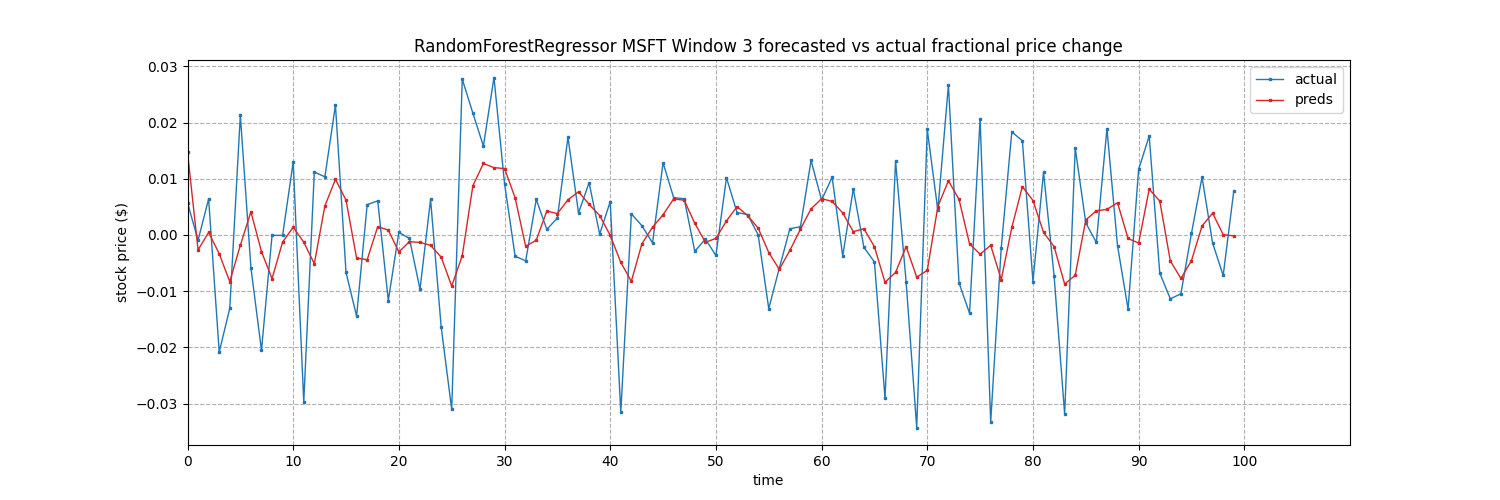 RandomForestRegressor MSFT Window 3 forecasted vs actual fractional price change
0.03
0.02
0.01
0.00
−0.01
−0.02
−0.03
stock price ($)
actual
preds
0 10 20 30 40 50 60 70 80 90 100
time